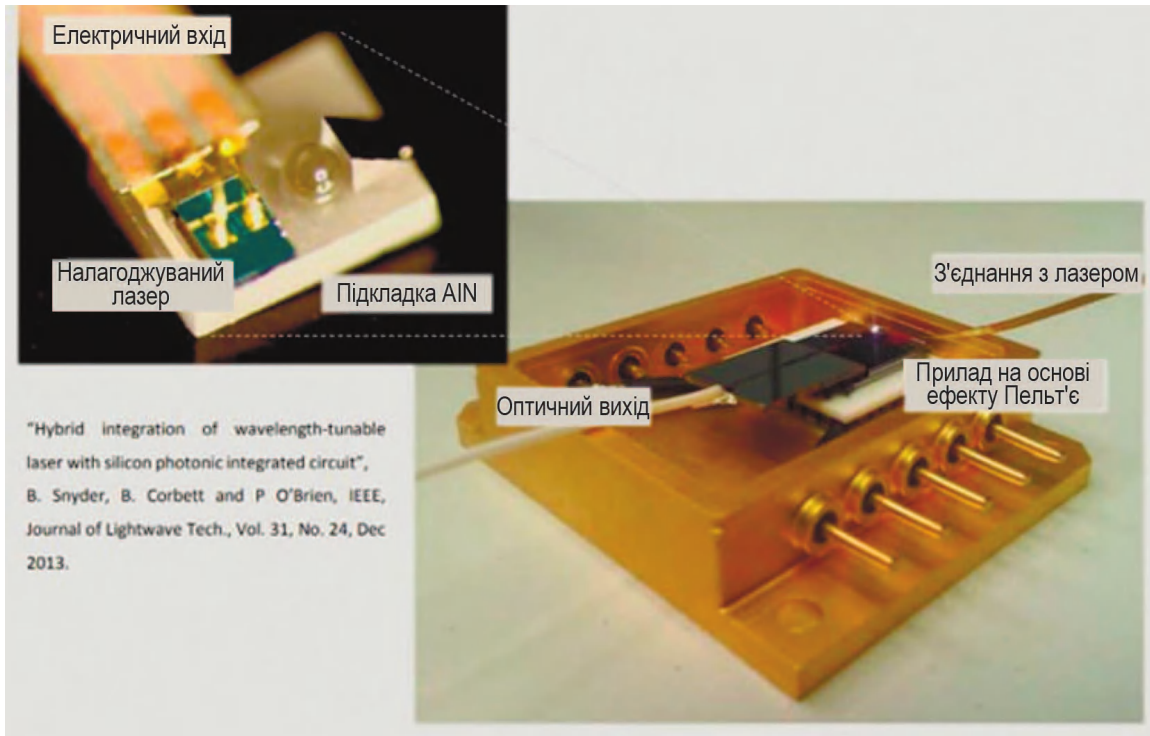 Електричний вхід
Налагоджуваний
лазер
Підкладка AlN
З'єднання з лазером
Прилад на основі
ефекту Пельт'є
Оптичний вихід
"Hybrid integration of wavelength-tunable
laser with silicon photonic integrated circuit",
B. Snyder, B. Corbett and P O'Brien, IEEE,
Journal of Lightwave Tech., Vol. 31, No. 24, Dec
2013.